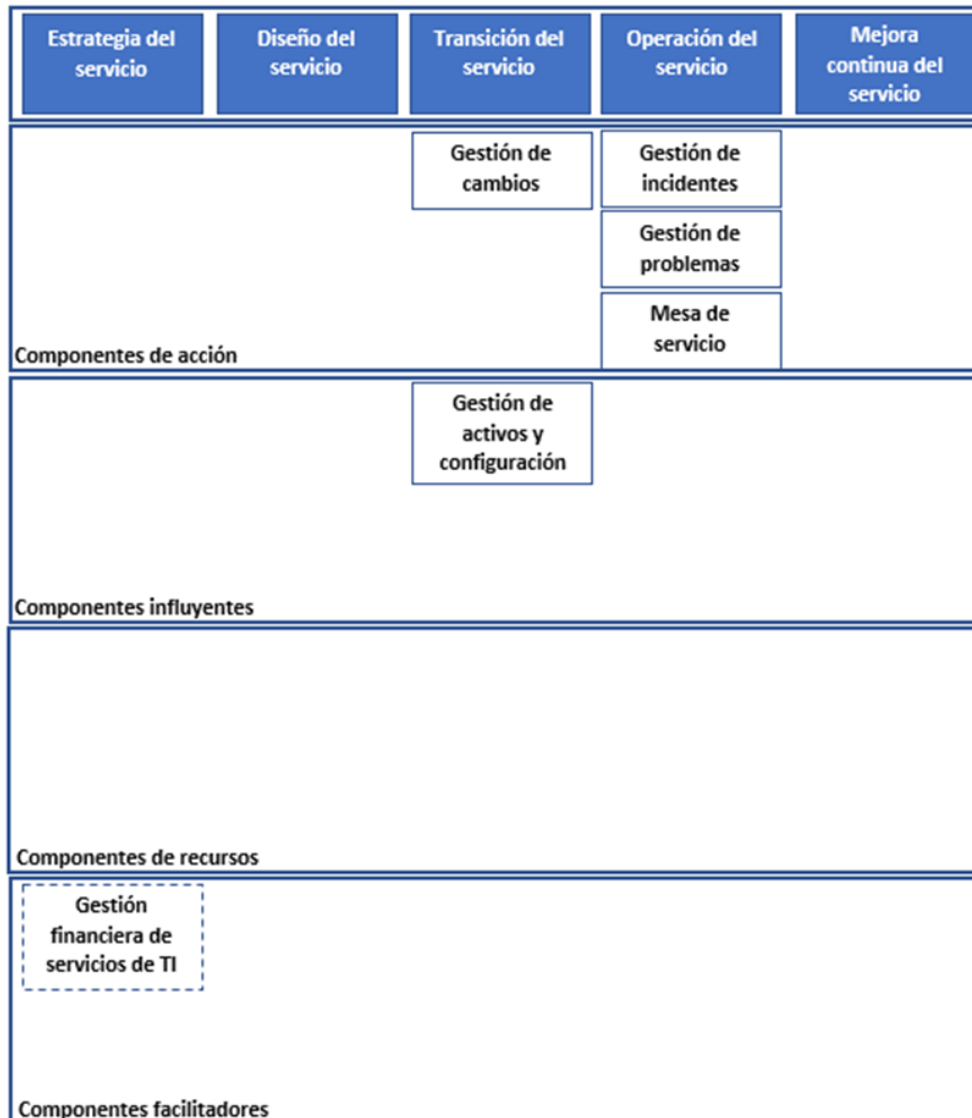 Estrategia del
servicio
Diseño del
servicio
Transición del
servicio
Operación del
servicio
Mejora
continua del
servicio
Gestión de
cambios
Gestión de
incidentes
Gestión de
problemas
Mesa de
servicio
Componentes de acción
Gestión de
activos y
configuración
Componentes influyentes
Componentes de recursos
Gestión
financiera de
servicios de TI
Componentes facilitadores